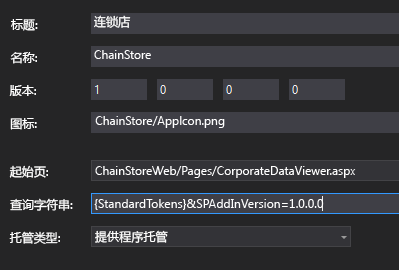 标题: 连锁店
名称: ChainStore
版本: 1 0 0 0
图标: ChainStore/AppIcon.png
起始页: ChainStoreWeb/Pages/CorporateDataViewer.aspx
查询字符串: {StandardTokens}&SPAddInVersion=1.0.0.0
托管类型: 提供程序托管